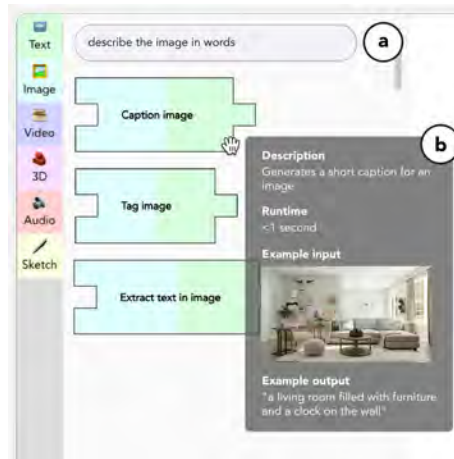 Text
Image
Video
3D
Audio
Sketch
describe the image in words
a
Caption image
Tag image
Extract text in image
b
Description
Generates a short caption for an
image
Runtime
<1 second
Example input
Example output
"a living room filled with furniture
and a clock on the wall"